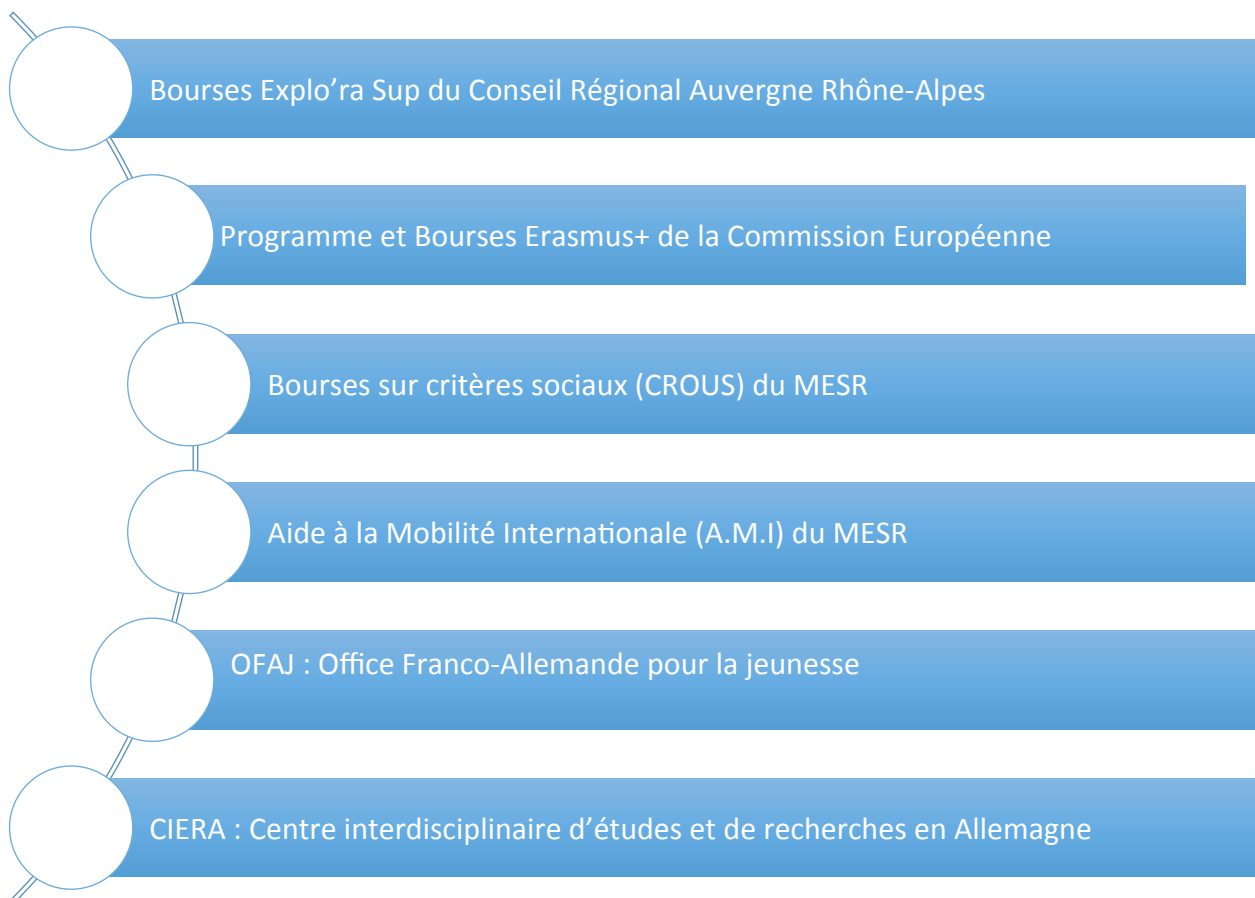 Bourses Explo’ra Sup du Conseil Régional Auvergne Rhône-Alpes
Programme et Bourses Erasmus+ de la Commission Européenne
Bourses sur critères sociaux (CROUS) du MESR
Aide à la Mobilité Internationale (A.M.I) du MESR
OFAJ : Office Franco-Allemande pour la jeunesse
CIERA : Centre interdisciplinaire d’études et de recherches en Allemagne